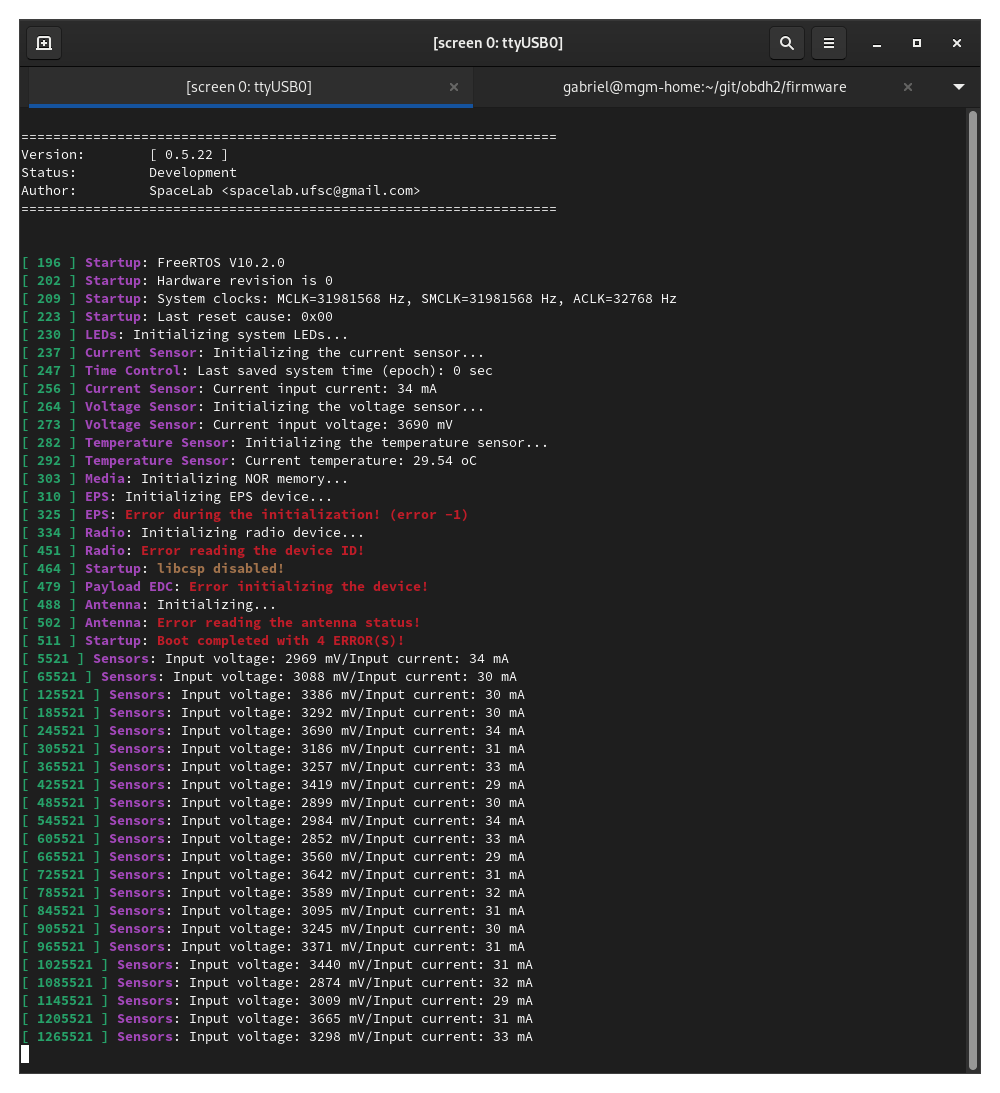 [screen 0: ttyUSB0]
[screen 0: ttyUSB0] gabriel@mgm-home:~/git/obdh2/firmware
===================================================================
Version: [ 0.5.22 ]
Status: Development
Author: SpaceLab <spacelab.ufsc@gmail.com>
===================================================================
[ 196 ] Startup: FreeRTOS V10.2.0
[ 202 ] Startup: Hardware revision is 0
[ 209 ] Startup: System clocks: MCLK=31981568 Hz, SMCLK=31981568 Hz, ACLK=32768 Hz
[ 223 ] Startup: Last reset cause: 0x00
[ 230 ] LEDs: Initializing system LEDs...
[ 237 ] Current Sensor: Initializing the current sensor...
[ 247 ] Time Control: Last saved system time (epoch): 0 sec
[ 256 ] Current Sensor: Current input current: 34 mA
[ 264 ] Voltage Sensor: Initializing the voltage sensor...
[ 273 ] Voltage Sensor: Current input voltage: 3690 mV
[ 282 ] Temperature Sensor: Initializing the temperature sensor...
[ 292 ] Temperature Sensor: Current temperature: 29.54 oC
[ 303 ] Media: Initializing NOR memory...
[ 310 ] EPS: Initializing EPS device...
[ 325 ] EPS: Error during the initialization! (error -1)
[ 334 ] Radio: Initializing radio device...
[ 451 ] Radio: Error reading the device ID!
[ 464 ] Startup: libcsp disabled!
[ 479 ] Payload EDC: Error initializing the device!
[ 488 ] Antenna: Initializing...
[ 502 ] Antenna: Error reading the antenna status!
[ 511 ] Startup: Boot completed with 4 ERROR(S)!
[ 5521 ] Sensors: Input voltage: 2969 mV/Input current: 34 mA
[ 65521 ] Sensors: Input voltage: 3088 mV/Input current: 30 mA
[ 125521 ] Sensors: Input voltage: 3386 mV/Input current: 30 mA
[ 185521 ] Sensors: Input voltage: 3292 mV/Input current: 30 mA
[ 245521 ] Sensors: Input voltage: 3690 mV/Input current: 34 mA
[ 305521 ] Sensors: Input voltage: 3186 mV/Input current: 31 mA
[ 365521 ] Sensors: Input voltage: 3257 mV/Input current: 33 mA
[ 425521 ] Sensors: Input voltage: 3419 mV/Input current: 29 mA
[ 485521 ] Sensors: Input voltage: 2899 mV/Input current: 30 mA
[ 545521 ] Sensors: Input voltage: 2984 mV/Input current: 34 mA
[ 605521 ] Sensors: Input voltage: 2852 mV/Input current: 33 mA
[ 665521 ] Sensors: Input voltage: 3560 mV/Input current: 29 mA
[ 725521 ] Sensors: Input voltage: 3642 mV/Input current: 31 mA
[ 785521 ] Sensors: Input voltage: 3589 mV/Input current: 32 mA
[ 845521 ] Sensors: Input voltage: 3095 mV/Input current: 31 mA
[ 905521 ] Sensors: Input voltage: 3245 mV/Input current: 30 mA
[ 965521 ] Sensors: Input voltage: 3371 mV/Input current: 31 mA
[ 1025521 ] Sensors: Input voltage: 3440 mV/Input current: 31 mA
[ 1085521 ] Sensors: Input voltage: 2874 mV/Input current: 32 mA
[ 1145521 ] Sensors: Input voltage: 3009 mV/Input current: 29 mA
[ 1205521 ] Sensors: Input voltage: 3665 mV/Input current: 31 mA
[ 1265521 ] Sensors: Input voltage: 3298 mV/Input current: 33 mA